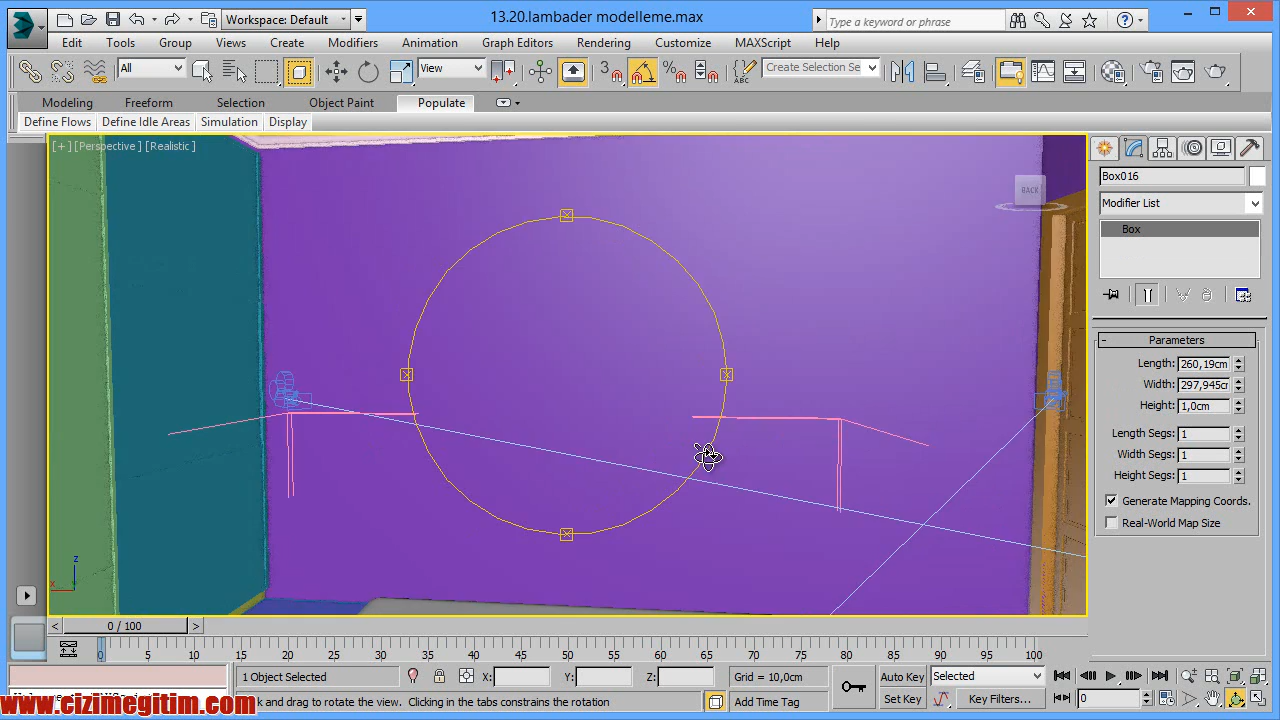 Workspace: Default
13.20.lambader modelleme.max
Type a keyword or phrase
Edit Tools Group Views Create Modifiers Animation Graph Editors Rendering Customize MAXScript Help
All
View
3
ABC
Create Selection Se
Modeling Freeform Selection Object Paint Populate
Define Flows Define Idle Areas Simulation Display
[+][Perspective][Realistic]
BACK
z
x
Box016
Modifier List
Box
Parameters
Length: 260,19cm
Width: 297,945cr
Height: 1,0cm
Length Segs: 1
Width Segs: 1
Height Segs: 1
Generate Mapping Coords.
Real-World Map Size
< 0 / 100 >
0 5 10 15 20 25 30 35 40 45 50 55 60 65 70 75 80 85 90 95 100
1 Object Selected
X: Y: Z:
Grid = 10,0cm
Auto Key
Selected
k and drag to rotate the view. Clicking in the tabs constrains the rotation
Add Time Tag
Set Key
Key Filters...
0
www.cizimegitim.com